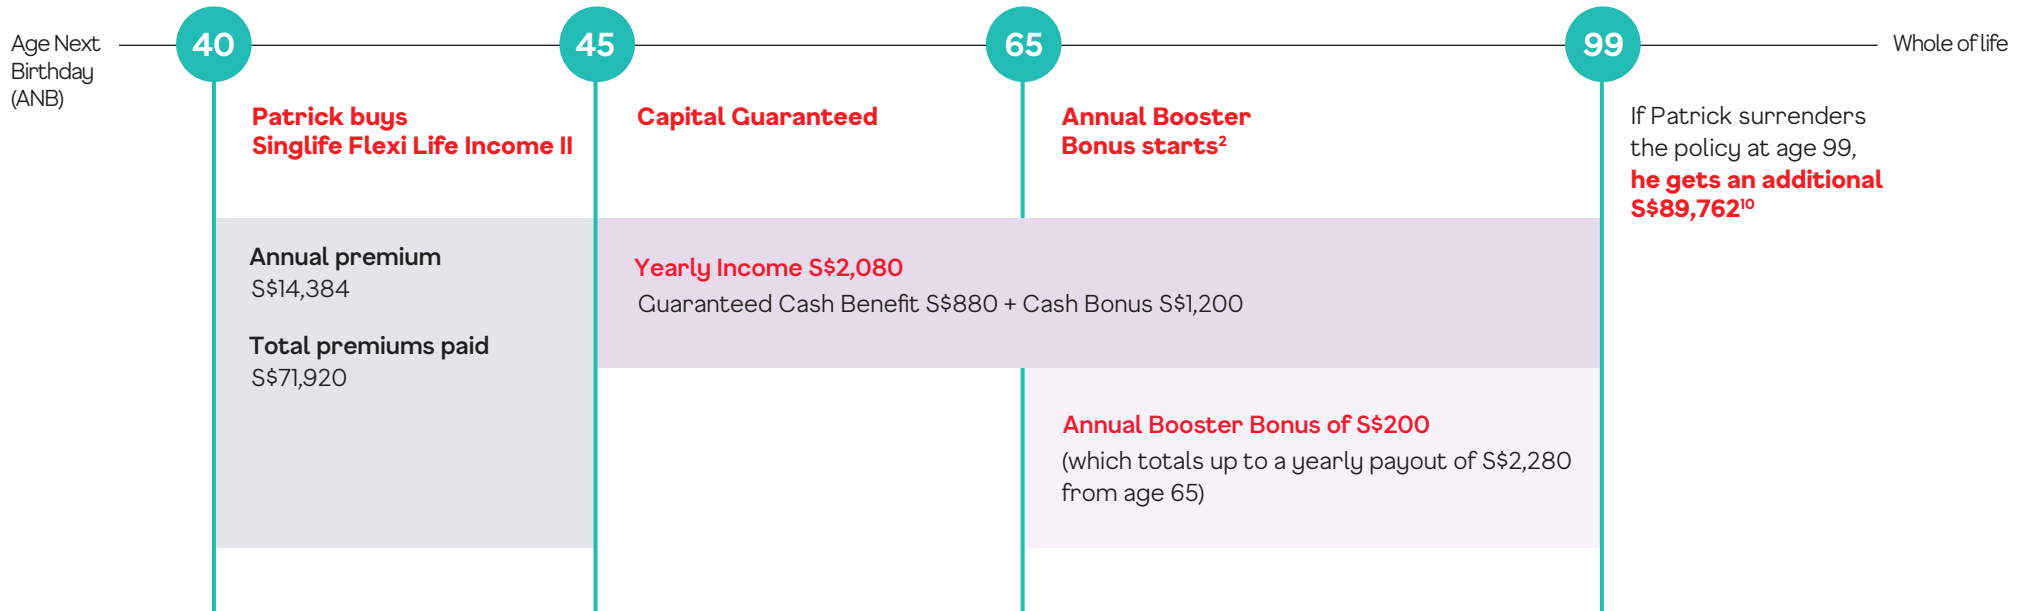 Age Next
Birthday
(ANB)
40
45
65
99
Whole of life
Patrick buys
Singlife Flexi Life Income II
Capital Guaranteed
Annual Booster
Bonus starts²
If Patrick surrenders
the policy at age 99,
he gets an additional
S$89,762¹⁰
Annual premium
S$14,384
Total premiums paid
S$71,920
Yearly Income S$2,080
Guaranteed Cash Benefit S$880 + Cash Bonus S$1,200
Annual Booster Bonus of S$200
(which totals up to a yearly payout of S$2,280
from age 65)